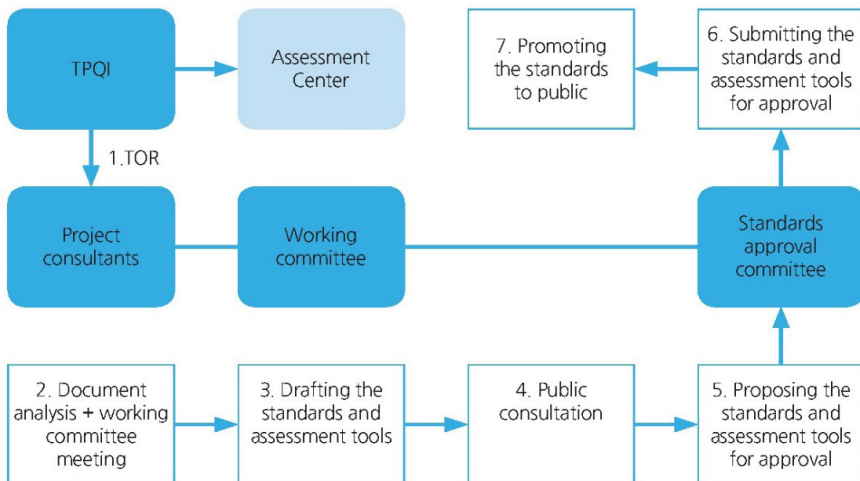 TPQI
Assessment
Center
7. Promoting
the standards
to public
6. Submitting the
standards and
assessment tools
for approval
1.TOR
Project
consultants
Working
committee
Standards
approval
committee
2. Document
analysis + working
committee
meeting
3. Drafting the
standards and
assessment tools
4. Public
consultation
5. Proposing the
standards and
assessment tools
for approval